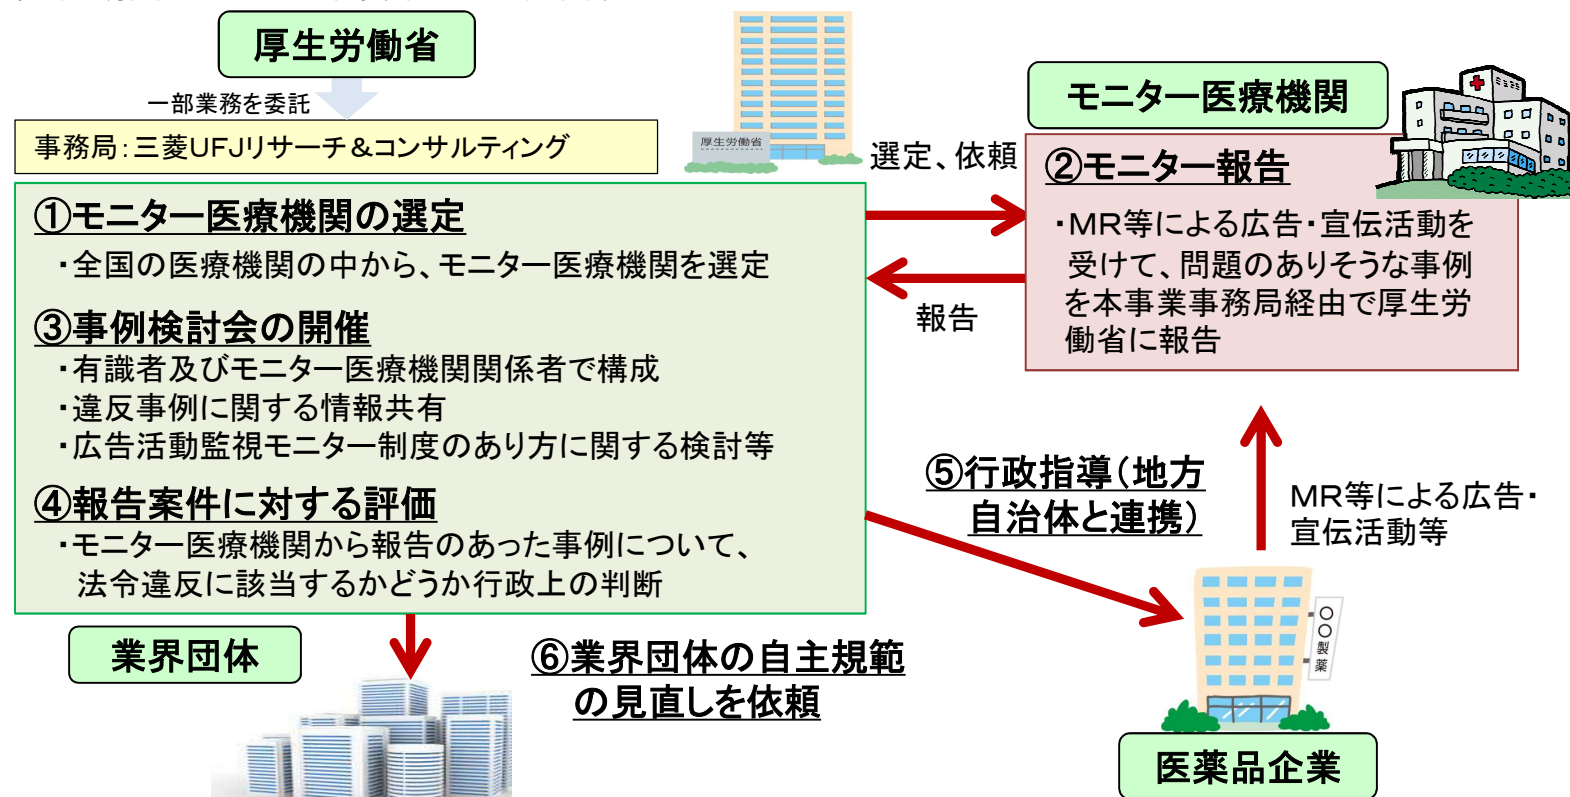 厚生労働省
一部業務を委託
事務局：三菱UFJリサーチ＆コンサルティング
厚生労働省
①モニター医療機関の選定
・全国の医療機関の中から、モニター医療機関を選定
③事例検討会の開催
・有識者及びモニター医療機関関係者で構成
・違反事例に関する情報共有
・広告活動監視モニター制度のあり方に関する検討等
④報告案件に対する評価
・モニター医療機関から報告のあった事例について、
法令違反に該当するかどうか行政上の判断
選定、依頼
報告
モニター医療機関
②モニター報告
・ＭＲ等による広告・宣伝活動を
受けて、問題のありそうな事例
を本事業事務局経由で厚生労
働省に報告
⑤行政指導（地方
自治体と連携）
ＭＲ等による広告・
宣伝活動等
業界団体
⑥業界団体の自主規範
の見直しを依頼
〇〇製薬
医薬品企業